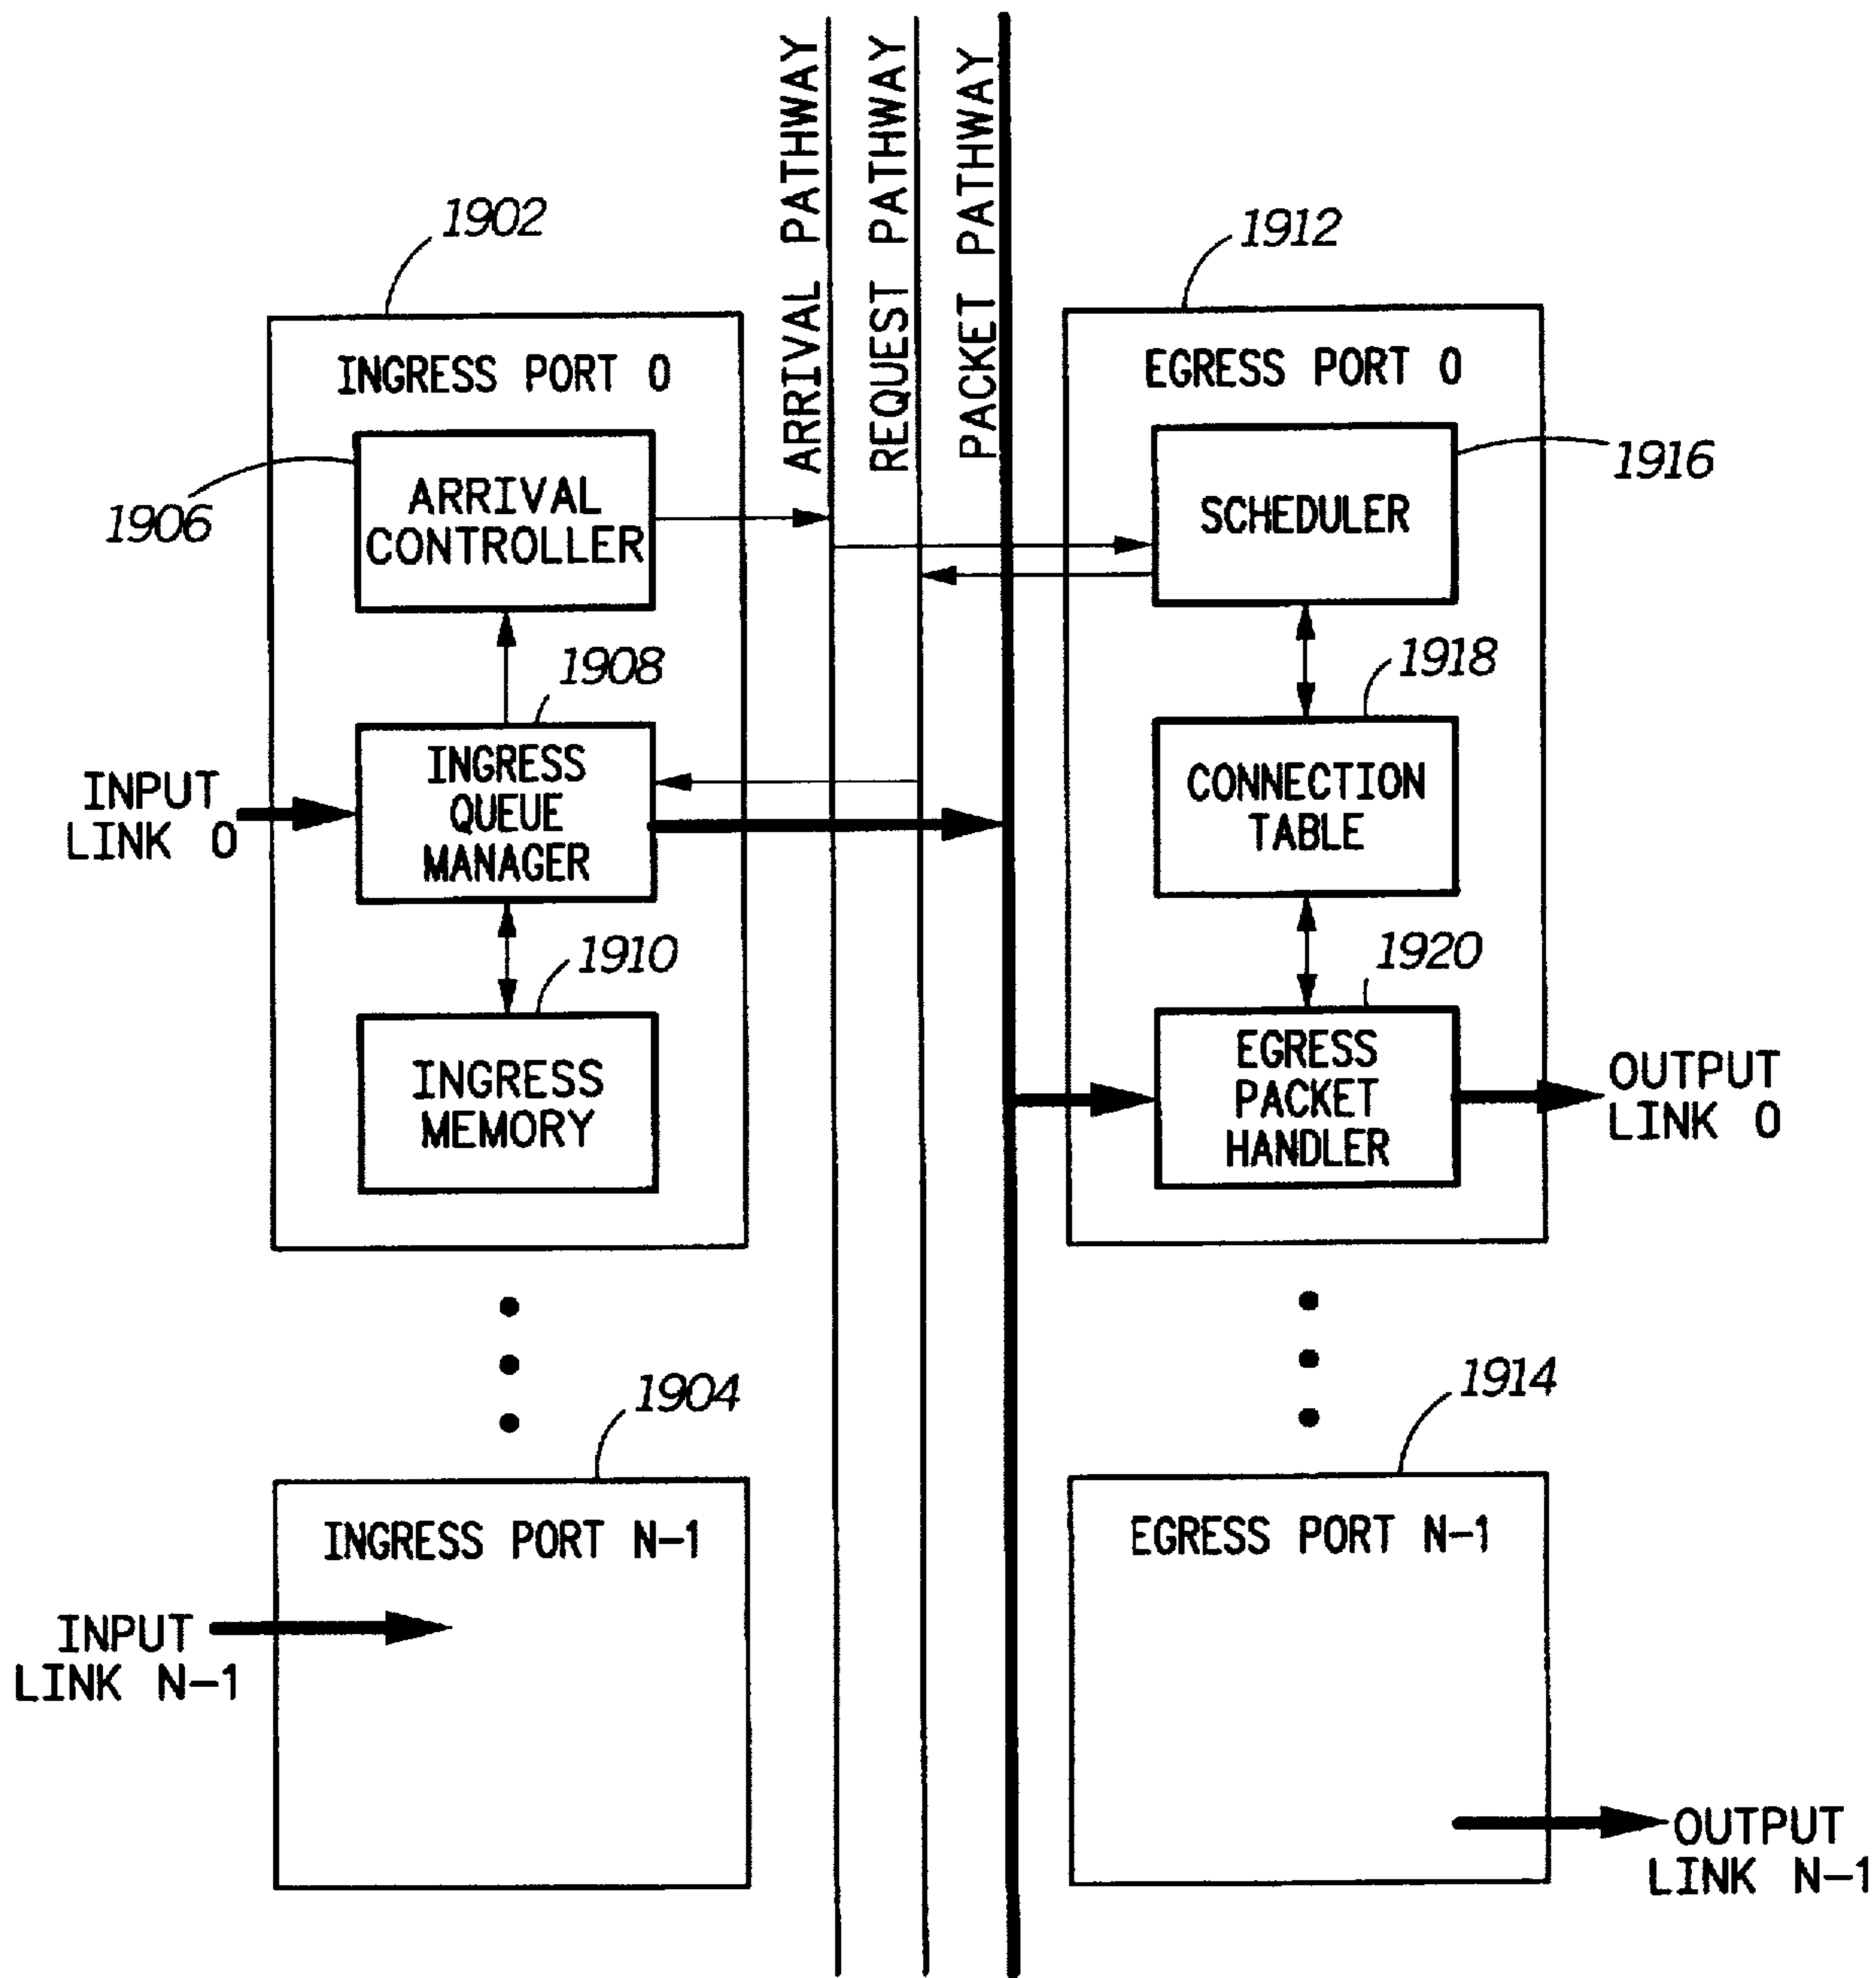 ARRIVAL PATHWAY
REQUEST PATHWAY
PACKET PATHWAY
1902
INGRESS PORT 0
1906
ARRIVAL
CONTROLLER
1908
INPUT
LINK 0
INGRESS
QUEUE
MANAGER
1910
INGRESS
MEMORY
1912
EGRESS PORT 0
1916
SCHEDULER
1918
CONNECTION
TABLE
1920
EGRESS
PACKET
HANDLER
OUTPUT
LINK 0
1904
INGRESS PORT N-1
INPUT
LINK N-1
1914
EGRESS PORT N-1
OUTPUT
LINK N-1